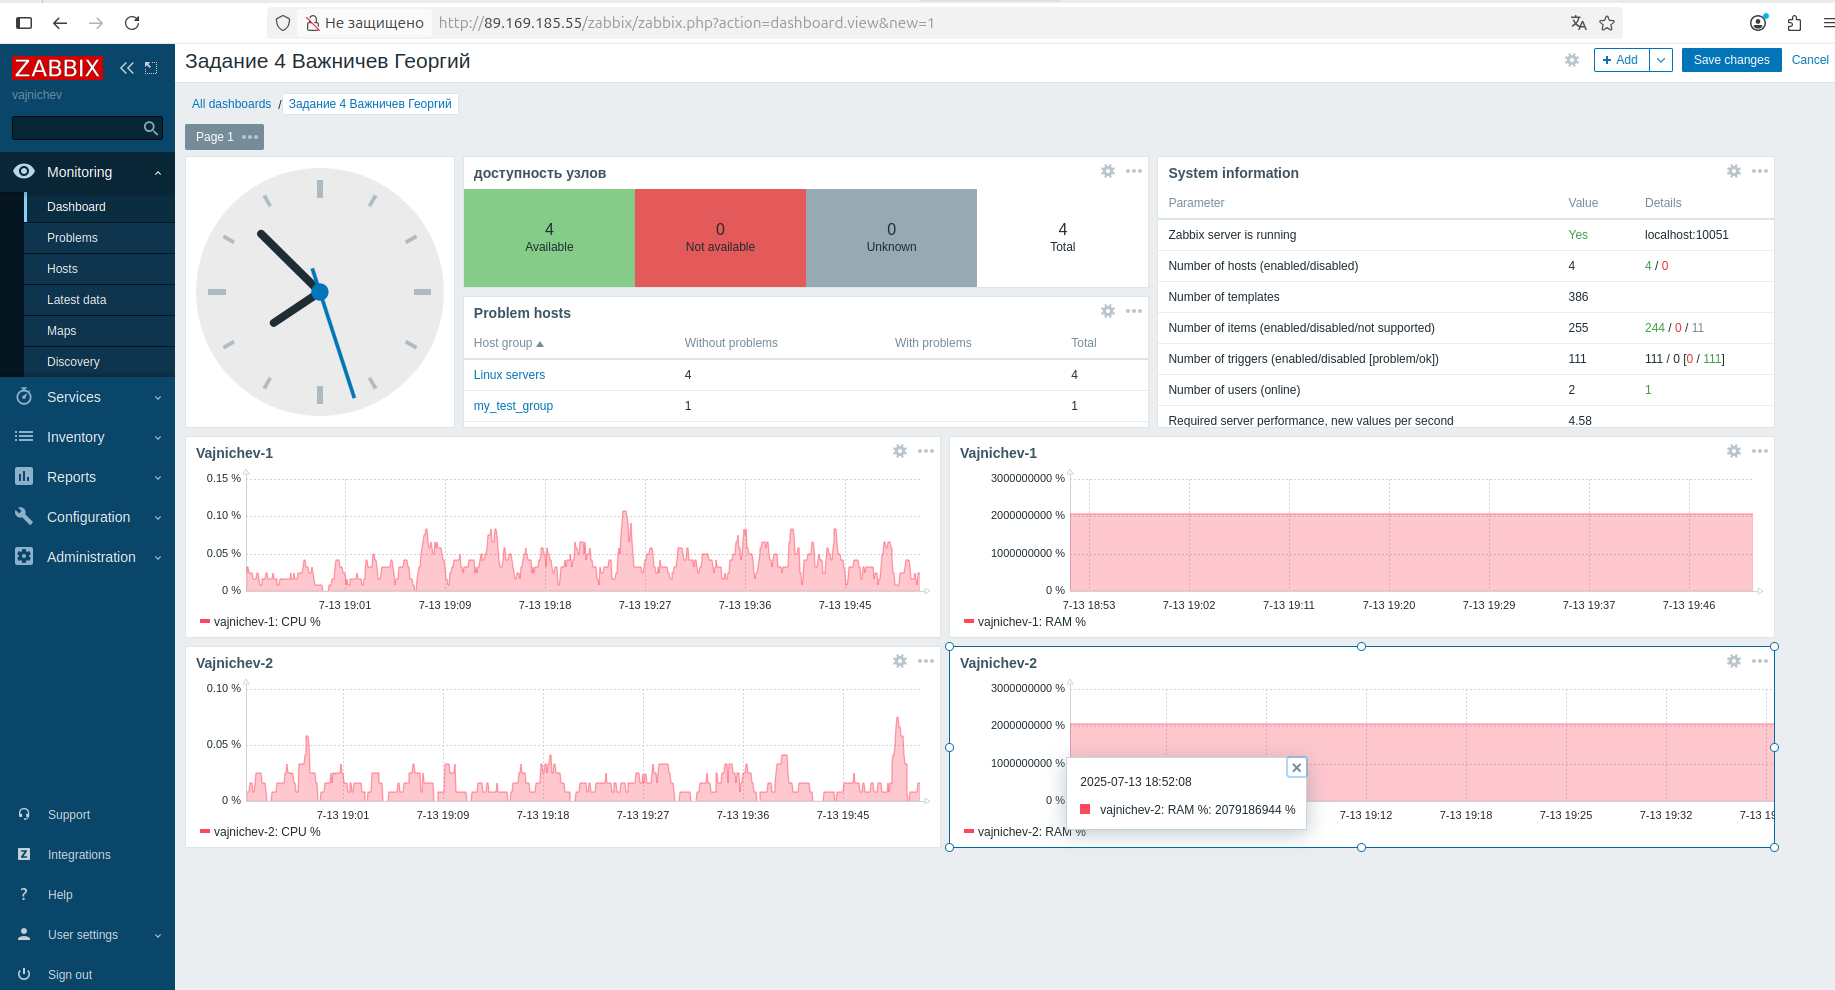 Не защищено http://89.169.185.55/zabbix/zabbix.php?action=dashboard.view&new=1
ZABBIX
vajnichev
Monitoring
Dashboard
Problems
Hosts
Latest data
Maps
Discovery
Services
Inventory
Reports
Configuration
Administration
Support
Integrations
Help
User settings
Sign out
Задание 4 Важничев Георгий
+ Add
Save changes
Cancel
All dashboards / Задание 4 Важничев Георгий
Page 1
доступность узлов
4 0 0 4
Available Not available Unknown Total
Problem hosts
Host group Without problems With problems Total
Linux servers 4 4
my_test_group 1 1
System information
Parameter Value Details
Zabbix server is running Yes localhost:10051
Number of hosts (enabled/disabled) 4 4 / 0
Number of templates 386
Number of items (enabled/disabled/not supported) 255 244 / 0 / 11
Number of triggers (enabled/disabled [problem/ok]) 111 111 / 0 [0 / 111]
Number of users (online) 2 1
Required server performance, new values per second 4.58
Vajnichev-1
0.15 %
0.10 %
0.05 %
0 %
7-13 19:01 7-13 19:09 7-13 19:18 7-13 19:27 7-13 19:36 7-13 19:45
vajnichev-1: CPU %
Vajnichev-1
3000000000 %
2000000000 %
1000000000 %
0 %
7-13 18:53 7-13 19:02 7-13 19:11 7-13 19:20 7-13 19:29 7-13 19:37 7-13 19:46
vajnichev-1: RAM %
Vajnichev-2
0.10 %
0.05 %
0 %
7-13 19:01 7-13 19:09 7-13 19:18 7-13 19:27 7-13 19:36 7-13 19:45
vajnichev-2: CPU %
Vajnichev-2
3000000000 %
2000000000 %
1000000000 %
0 %
7-13 19:12 7-13 19:18 7-13 19:25 7-13 19:32 7-13 19
vajnichev-2: RAM %
2025-07-13 18:52:08
vajnichev-2: RAM %: 2079186944 %